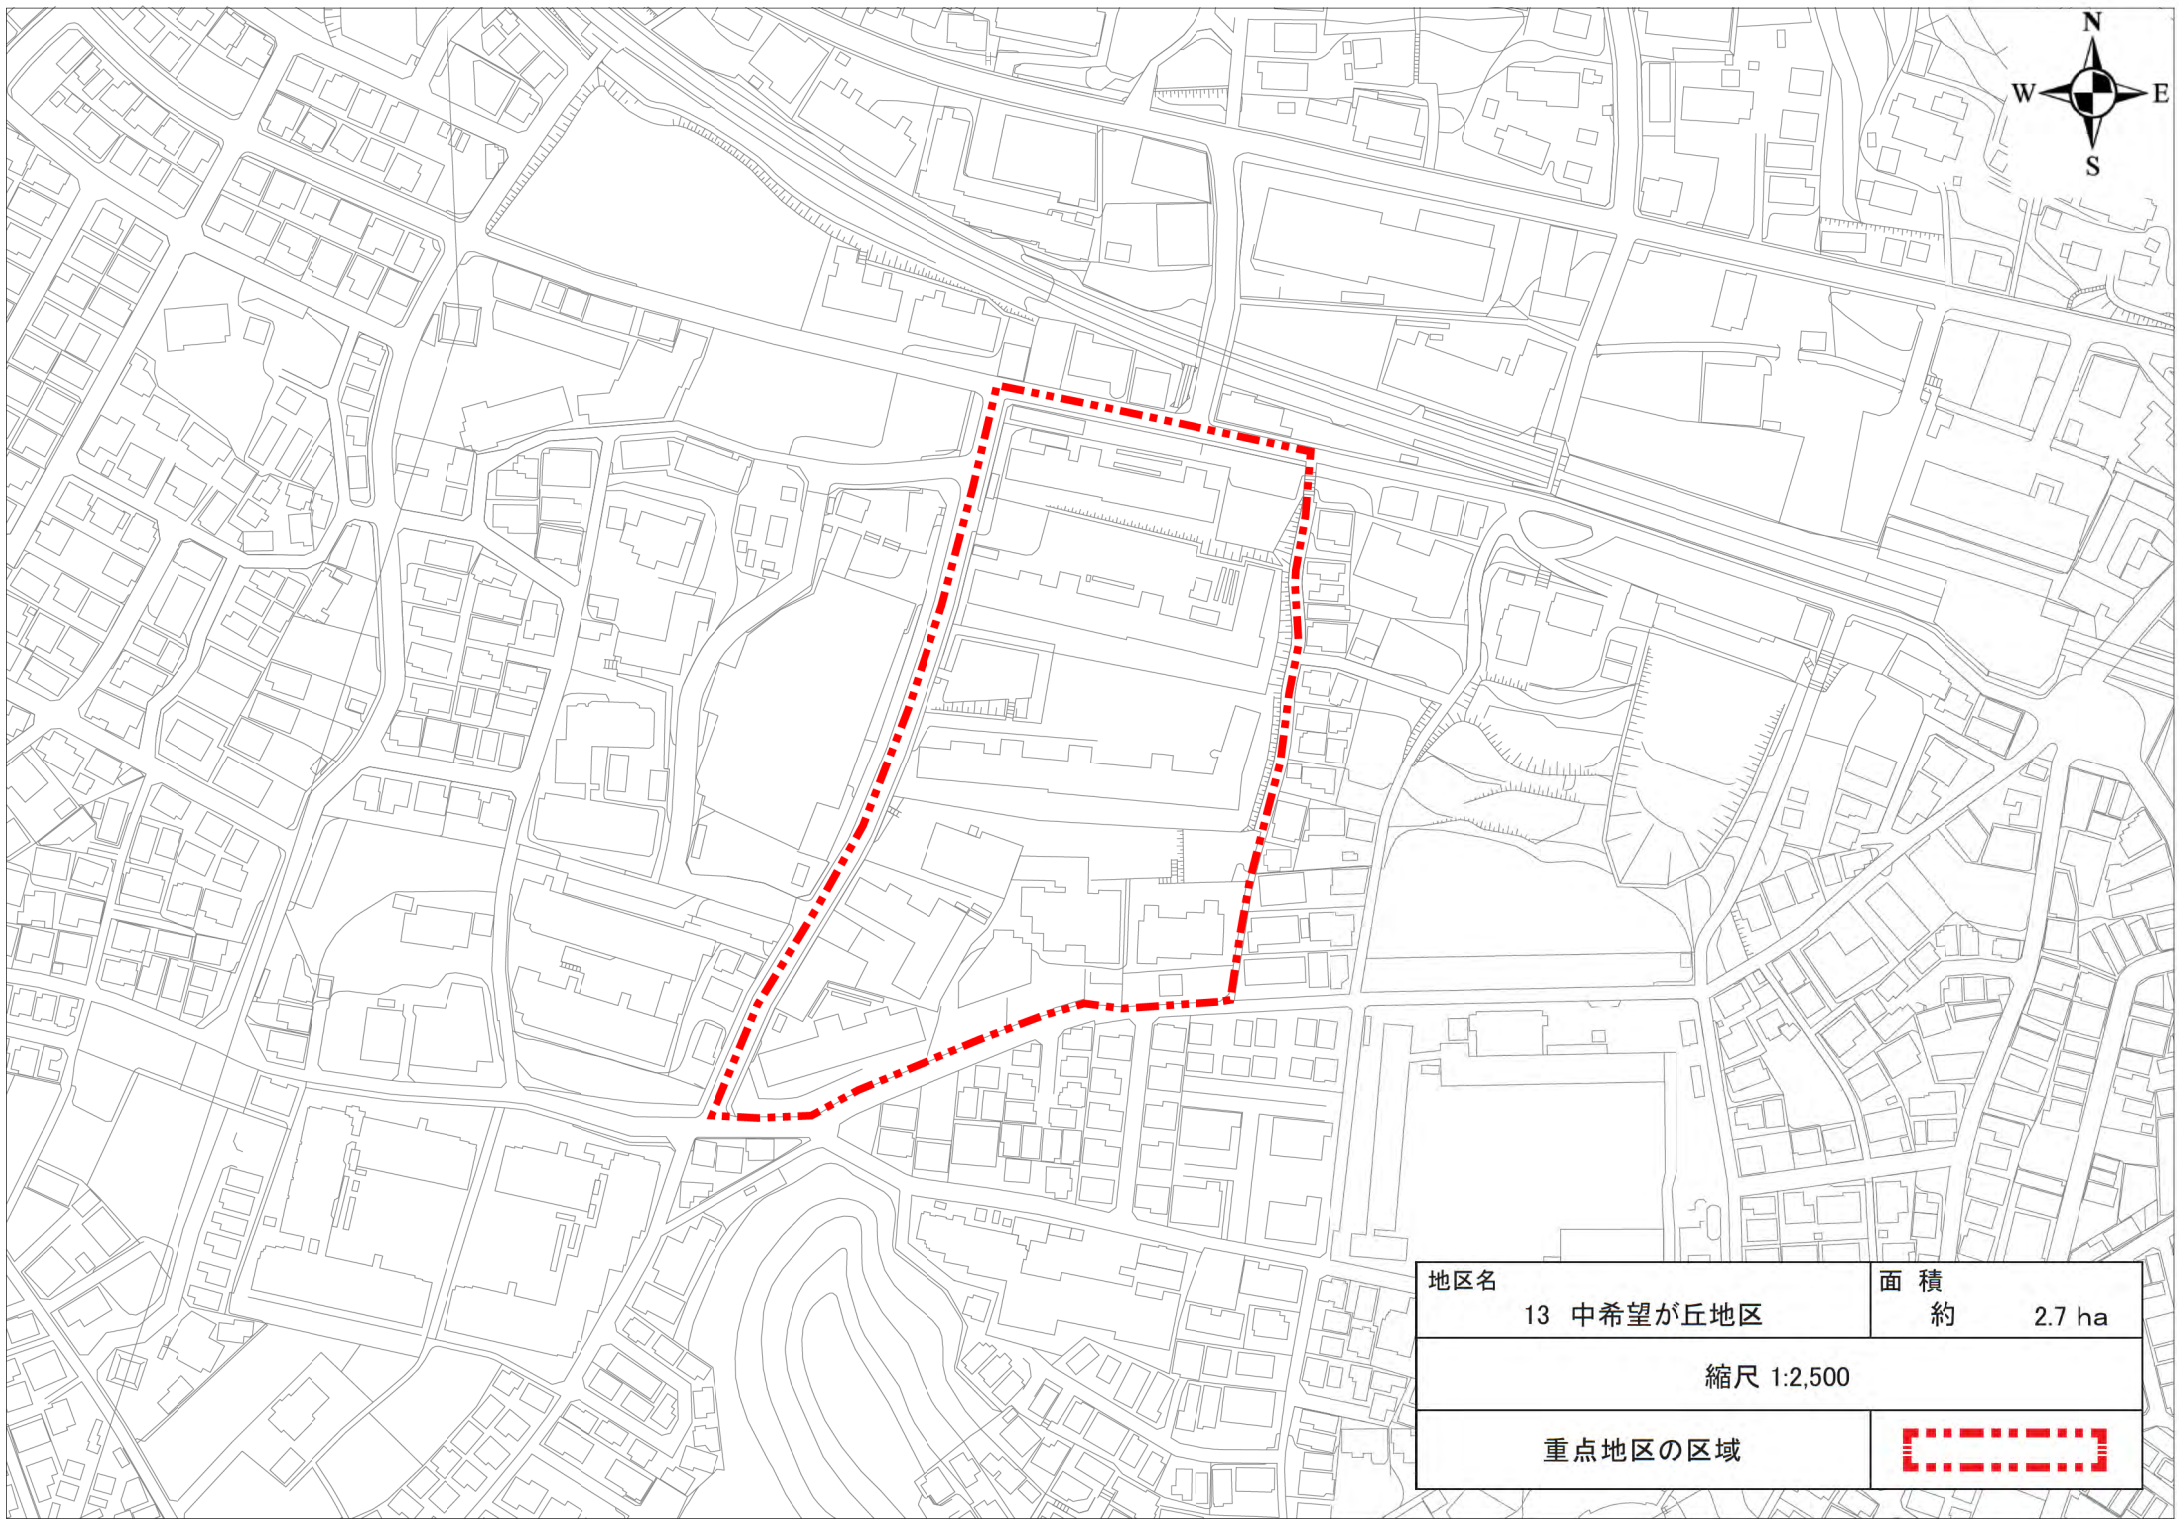 N
W E
S
地区名
13 中希望が丘地区
面 積
約 2.7 ha
縮尺 1:2,500
重点地区の区域